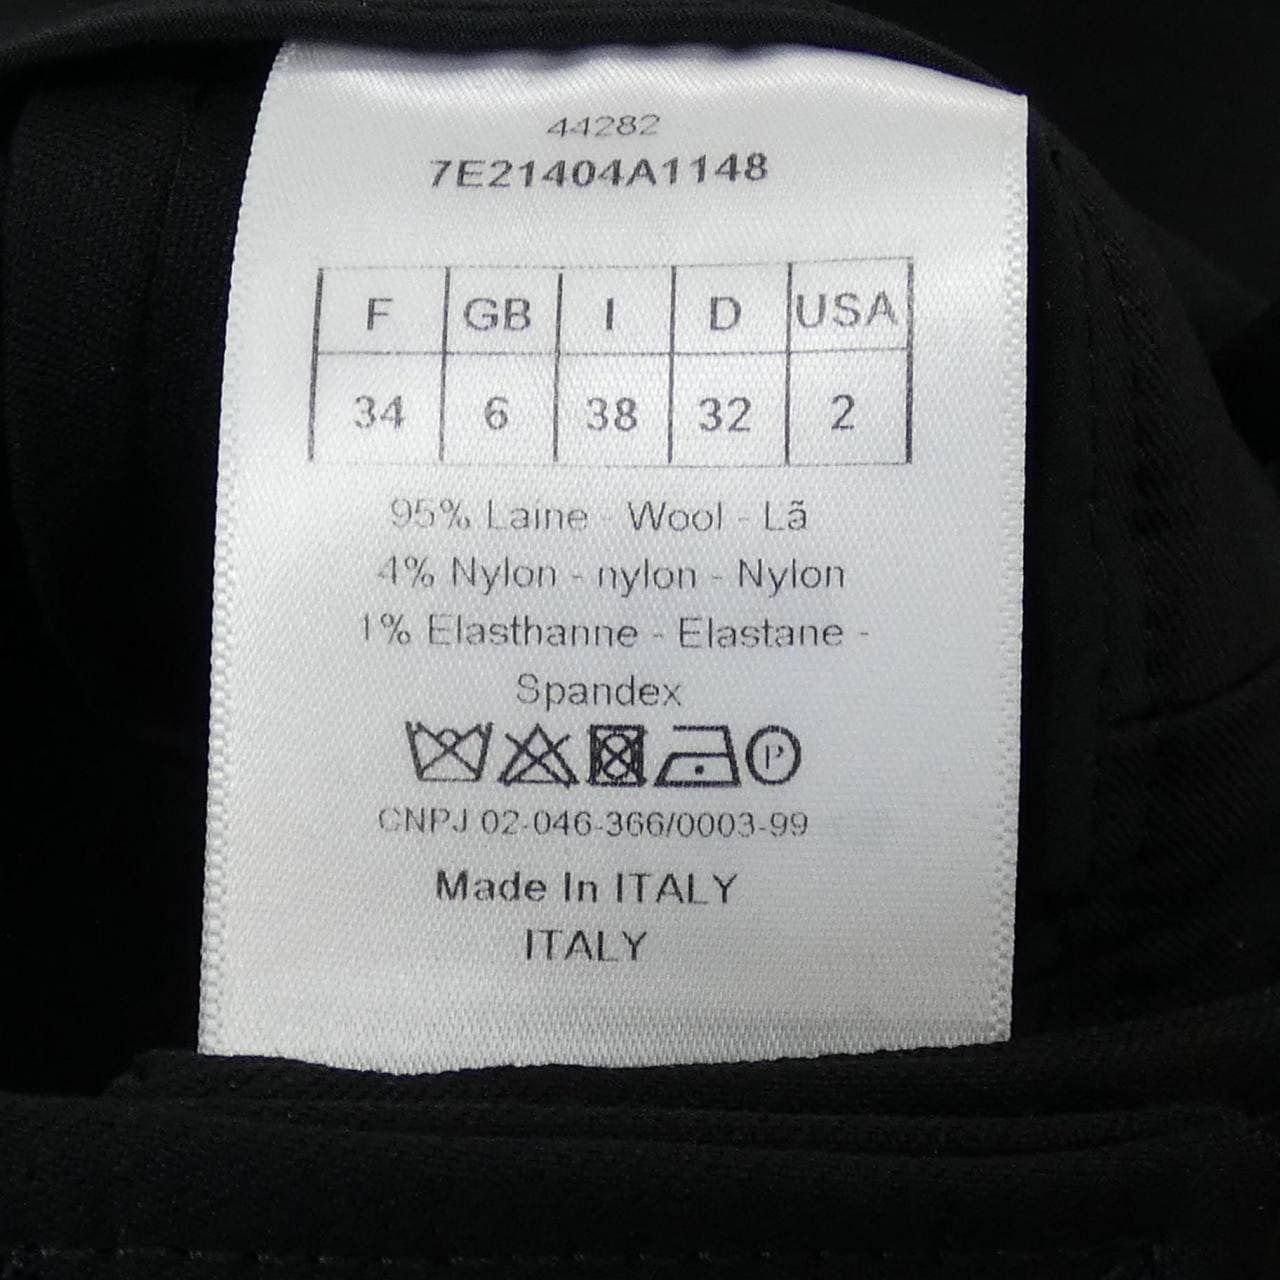 44282
7E21404A1148
F GB I D USA
34 6 38 32 2
95% Laine - Wool - Lã
4% Nylon - nylon - Nylon
1% Elasthanne - Elastane -
Spandex
P
CNPJ 02-046-366/0003-99
Made In ITALY
ITALY